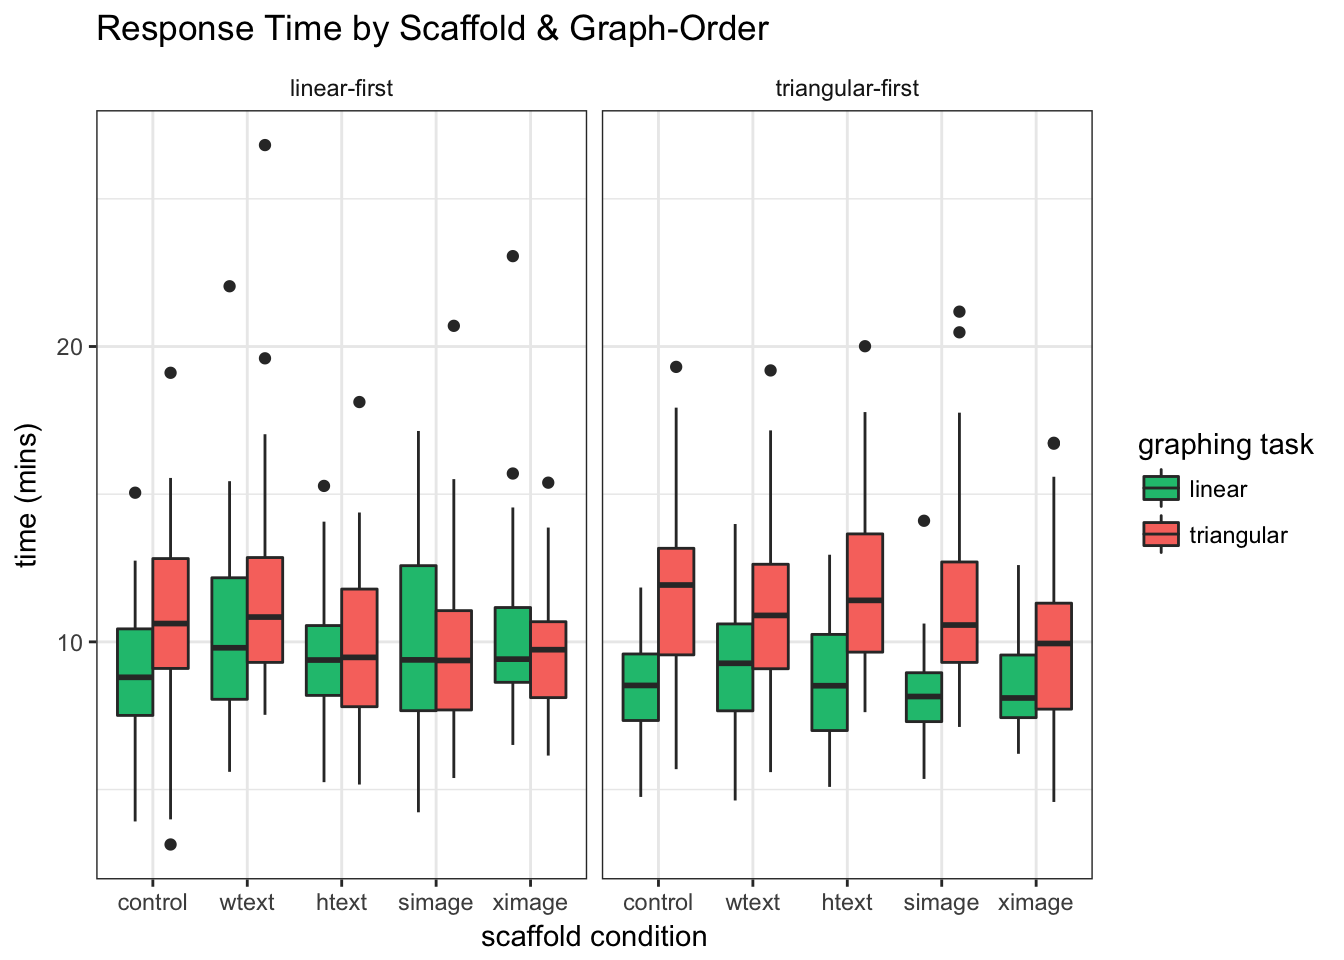 Response Time by Scaffold & Graph-Order
linear-first
triangular-first
20
10
time (mins)
control wtext htext simage ximage
control wtext htext simage ximage
scaffold condition
graphing task
linear
triangular